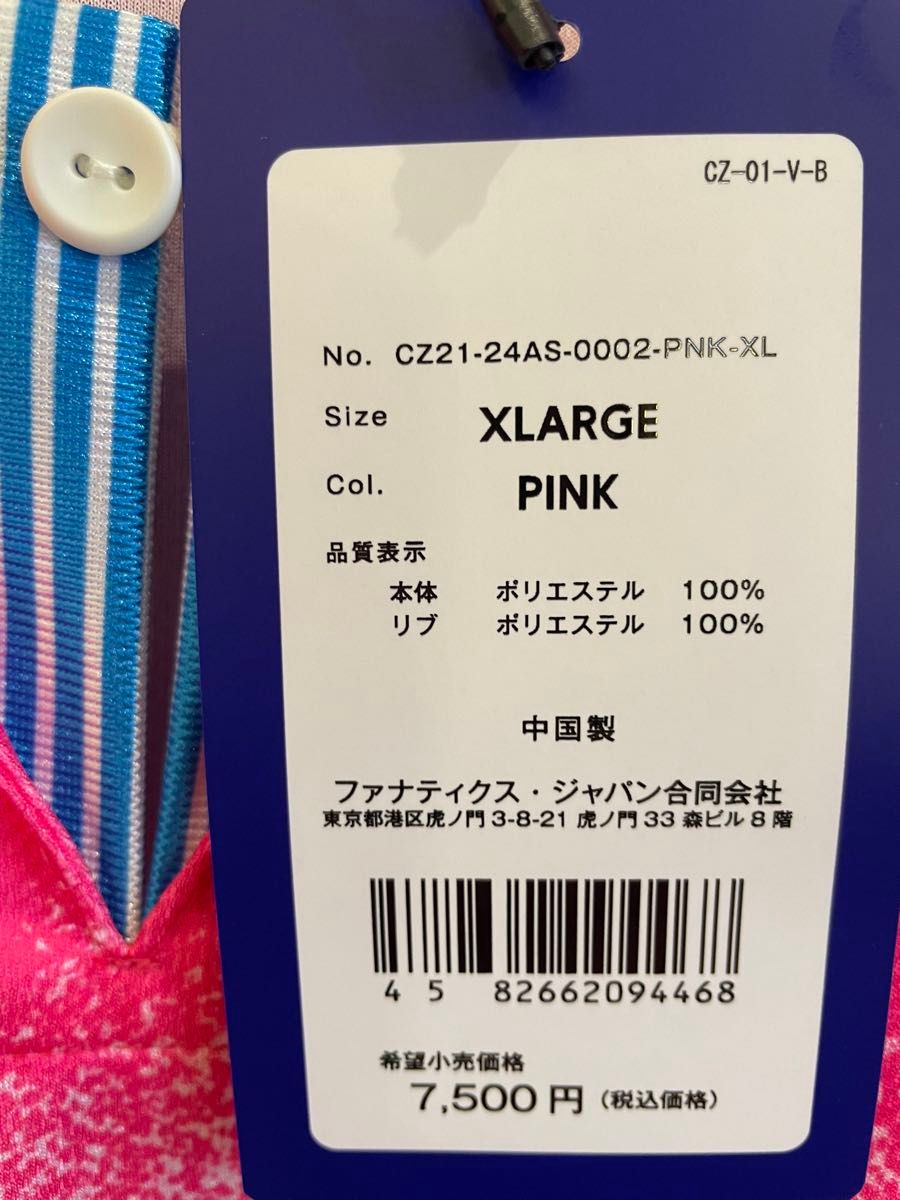 CZ-01-V-B
No. CZ21-24AS-0002-PNK-XL
Size XLARGE
Col. PINK
品質表示
本体 ポリエステル 100%
リブ ポリエステル 100%
中国製
ファナティクス・ジャパン合同会社
東京都港区虎ノ門 3-8-21 虎ノ門 33 森ビル 8 階
45 82662094468
希望小売価格
7,500円（税込価格）